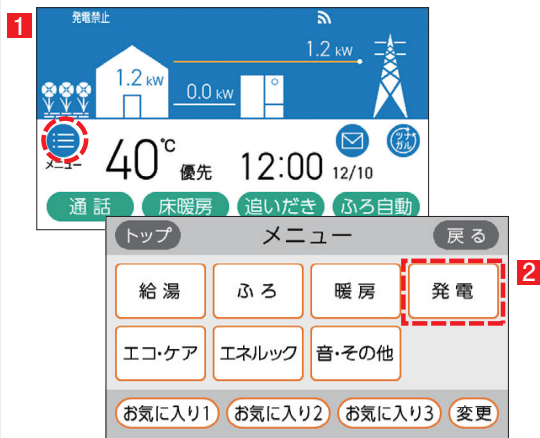 1
発電禁止
1.2 kW
1.2 kW
0.0 kW
メニュー
40℃ 優先 12:00 12/10
ツナガル
通話 床暖房 追いだき ふろ自動
トップ メニュー 戻る
2
給湯 ふろ 暖房 発電
エコ・ケア エネルック 音・その他
お気に入り1 お気に入り2 お気に入り3 変更